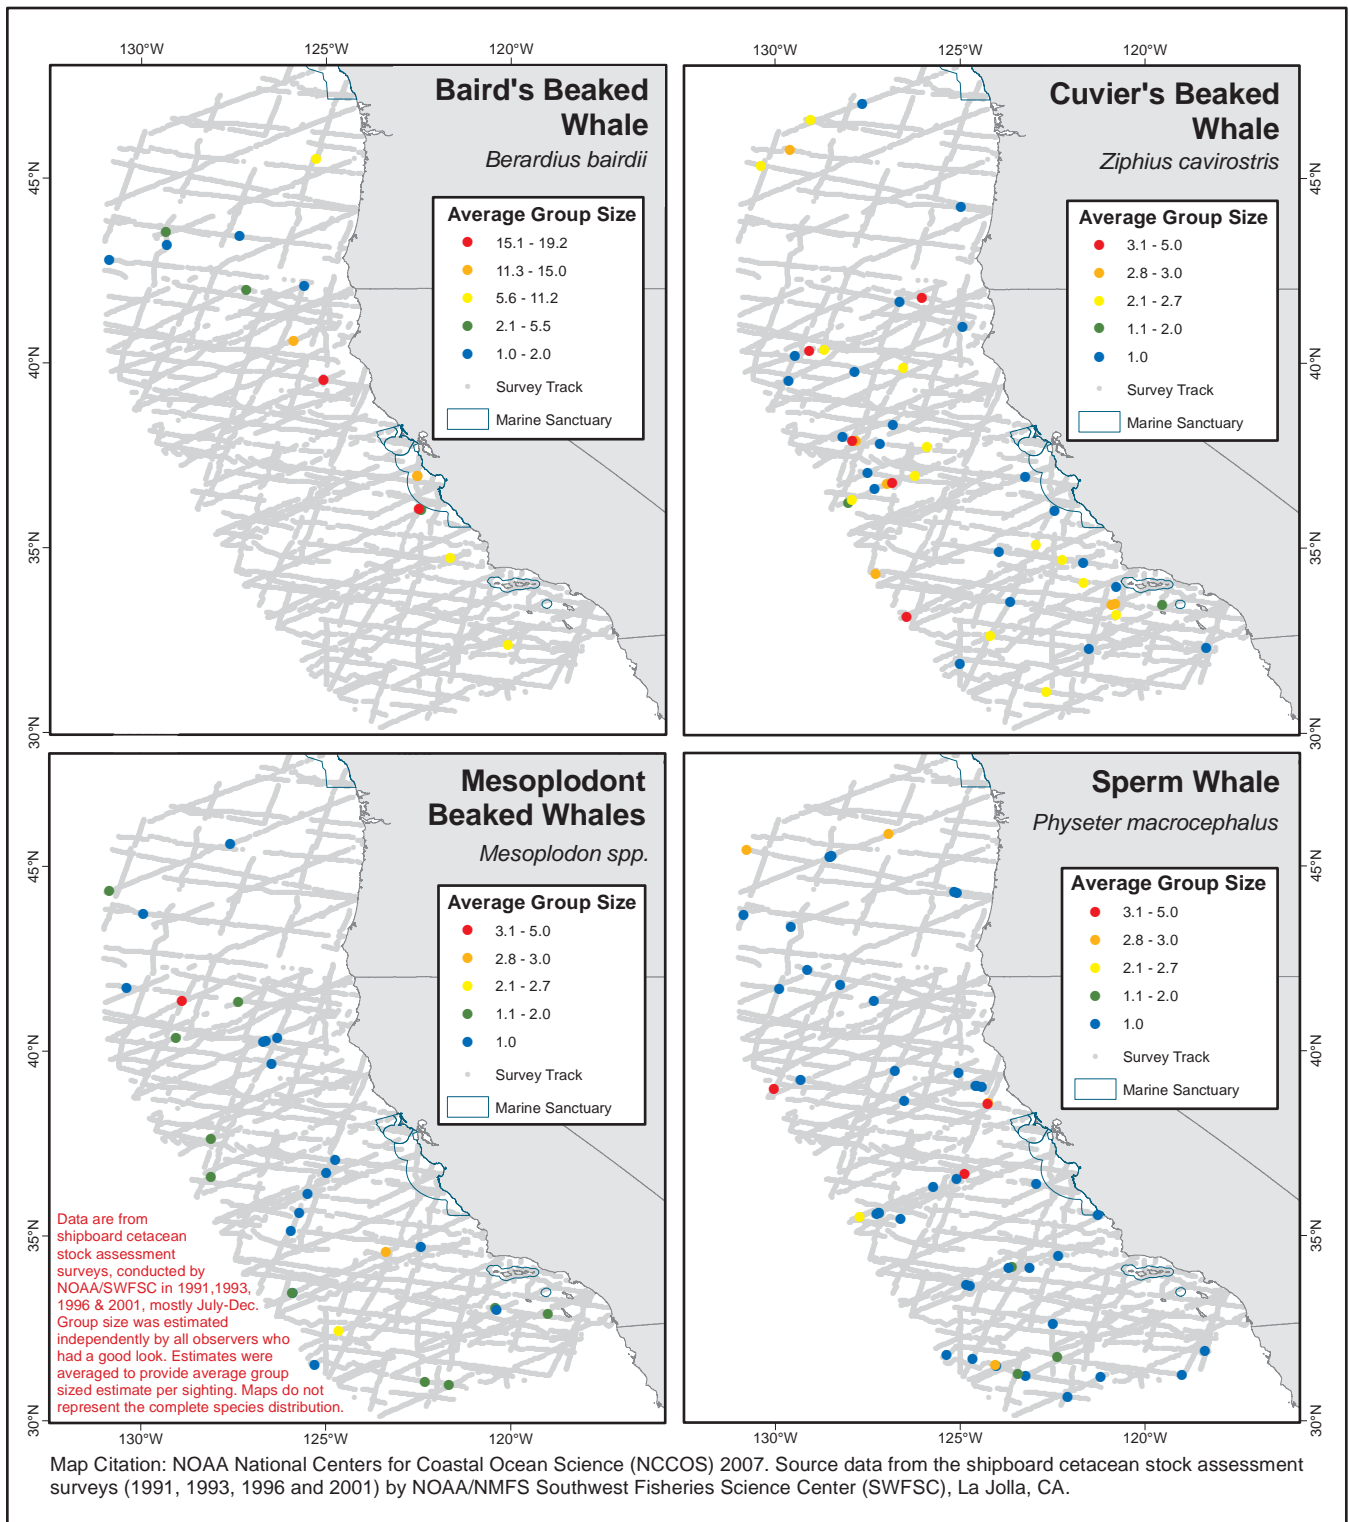 130°W 125°W 120°W
130°W 125°W 120°W
Baird's Beaked
Whale
Berardius bairdii
45°N
40°N
35°N
30°N
Average Group Size
15.1 - 19.2
11.3 - 15.0
5.6 - 11.2
2.1 - 5.5
1.0 - 2.0
Survey Track
Marine Sanctuary
Cuvier's Beaked
Whale
Ziphius cavirostris
45°N
40°N
35°N
30°N
Average Group Size
3.1 - 5.0
2.8 - 3.0
2.1 - 2.7
1.1 - 2.0
1.0
Survey Track
Marine Sanctuary
Mesoplodont
Beaked Whales
Mesoplodon spp.
45°N
40°N
35°N
30°N
Average Group Size
3.1 - 5.0
2.8 - 3.0
2.1 - 2.7
1.1 - 2.0
1.0
Survey Track
Marine Sanctuary
Data are from
shipboard cetacean
stock assessment
surveys, conducted by
NOAA/SWFSC in 1991,1993,
1996 & 2001, mostly July-Dec.
Group size was estimated
independently by all observers who
had a good look. Estimates were
averaged to provide average group
sized estimate per sighting. Maps do not
represent the complete species distribution.
Sperm Whale
Physeter macrocephalus
45°N
40°N
35°N
30°N
Average Group Size
3.1 - 5.0
2.8 - 3.0
2.1 - 2.7
1.1 - 2.0
1.0
Survey Track
Marine Sanctuary
130°W 125°W 120°W
130°W 125°W 120°W
Map Citation: NOAA National Centers for Coastal Ocean Science (NCCOS) 2007. Source data from the shipboard cetacean stock assessment
surveys (1991, 1993, 1996 and 2001) by NOAA/NMFS Southwest Fisheries Science Center (SWFSC), La Jolla, CA.